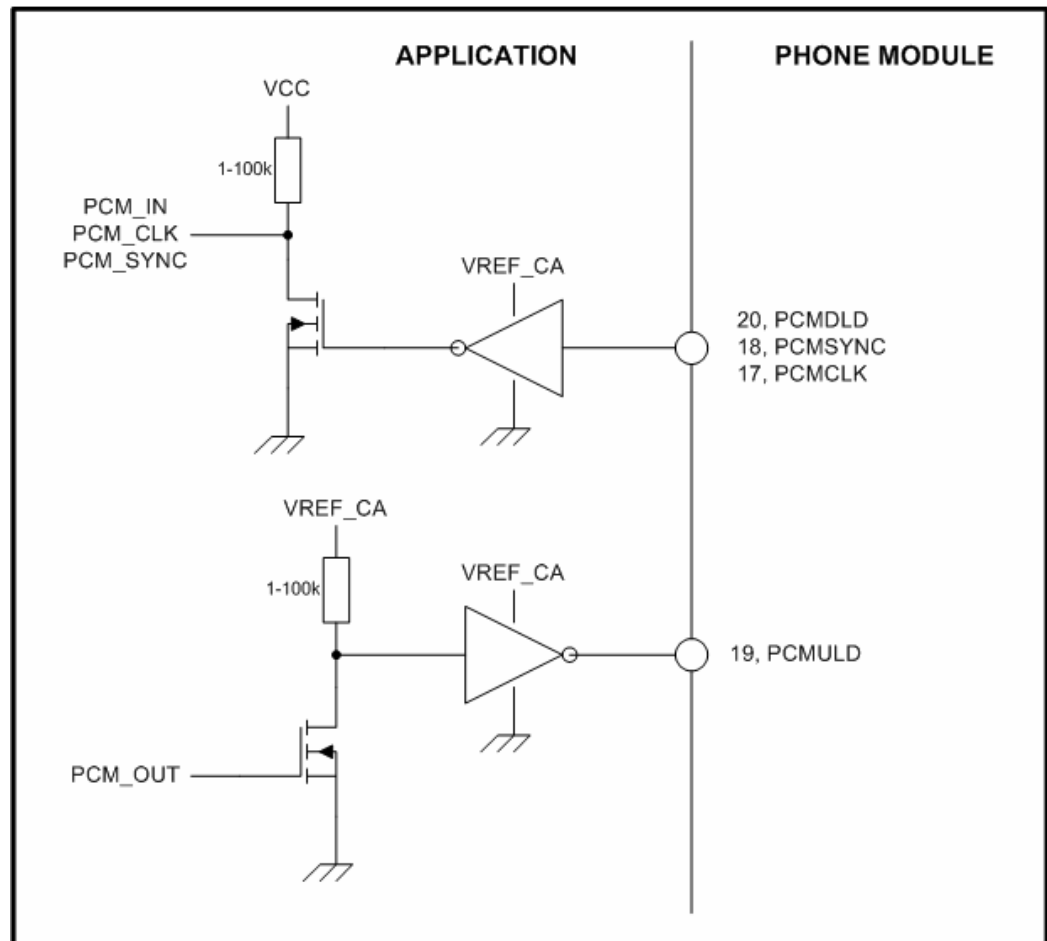 APPLICATION
PHONE MODULE
VCC
1-100k
PCM_IN
PCM_CLK
PCM_SYNC
VREF_CA
20, PCMDLD
18, PCMSYNC
17, PCMCLK
VREF_CA
1-100k
VREF_CA
19, PCMULD
PCM_OUT